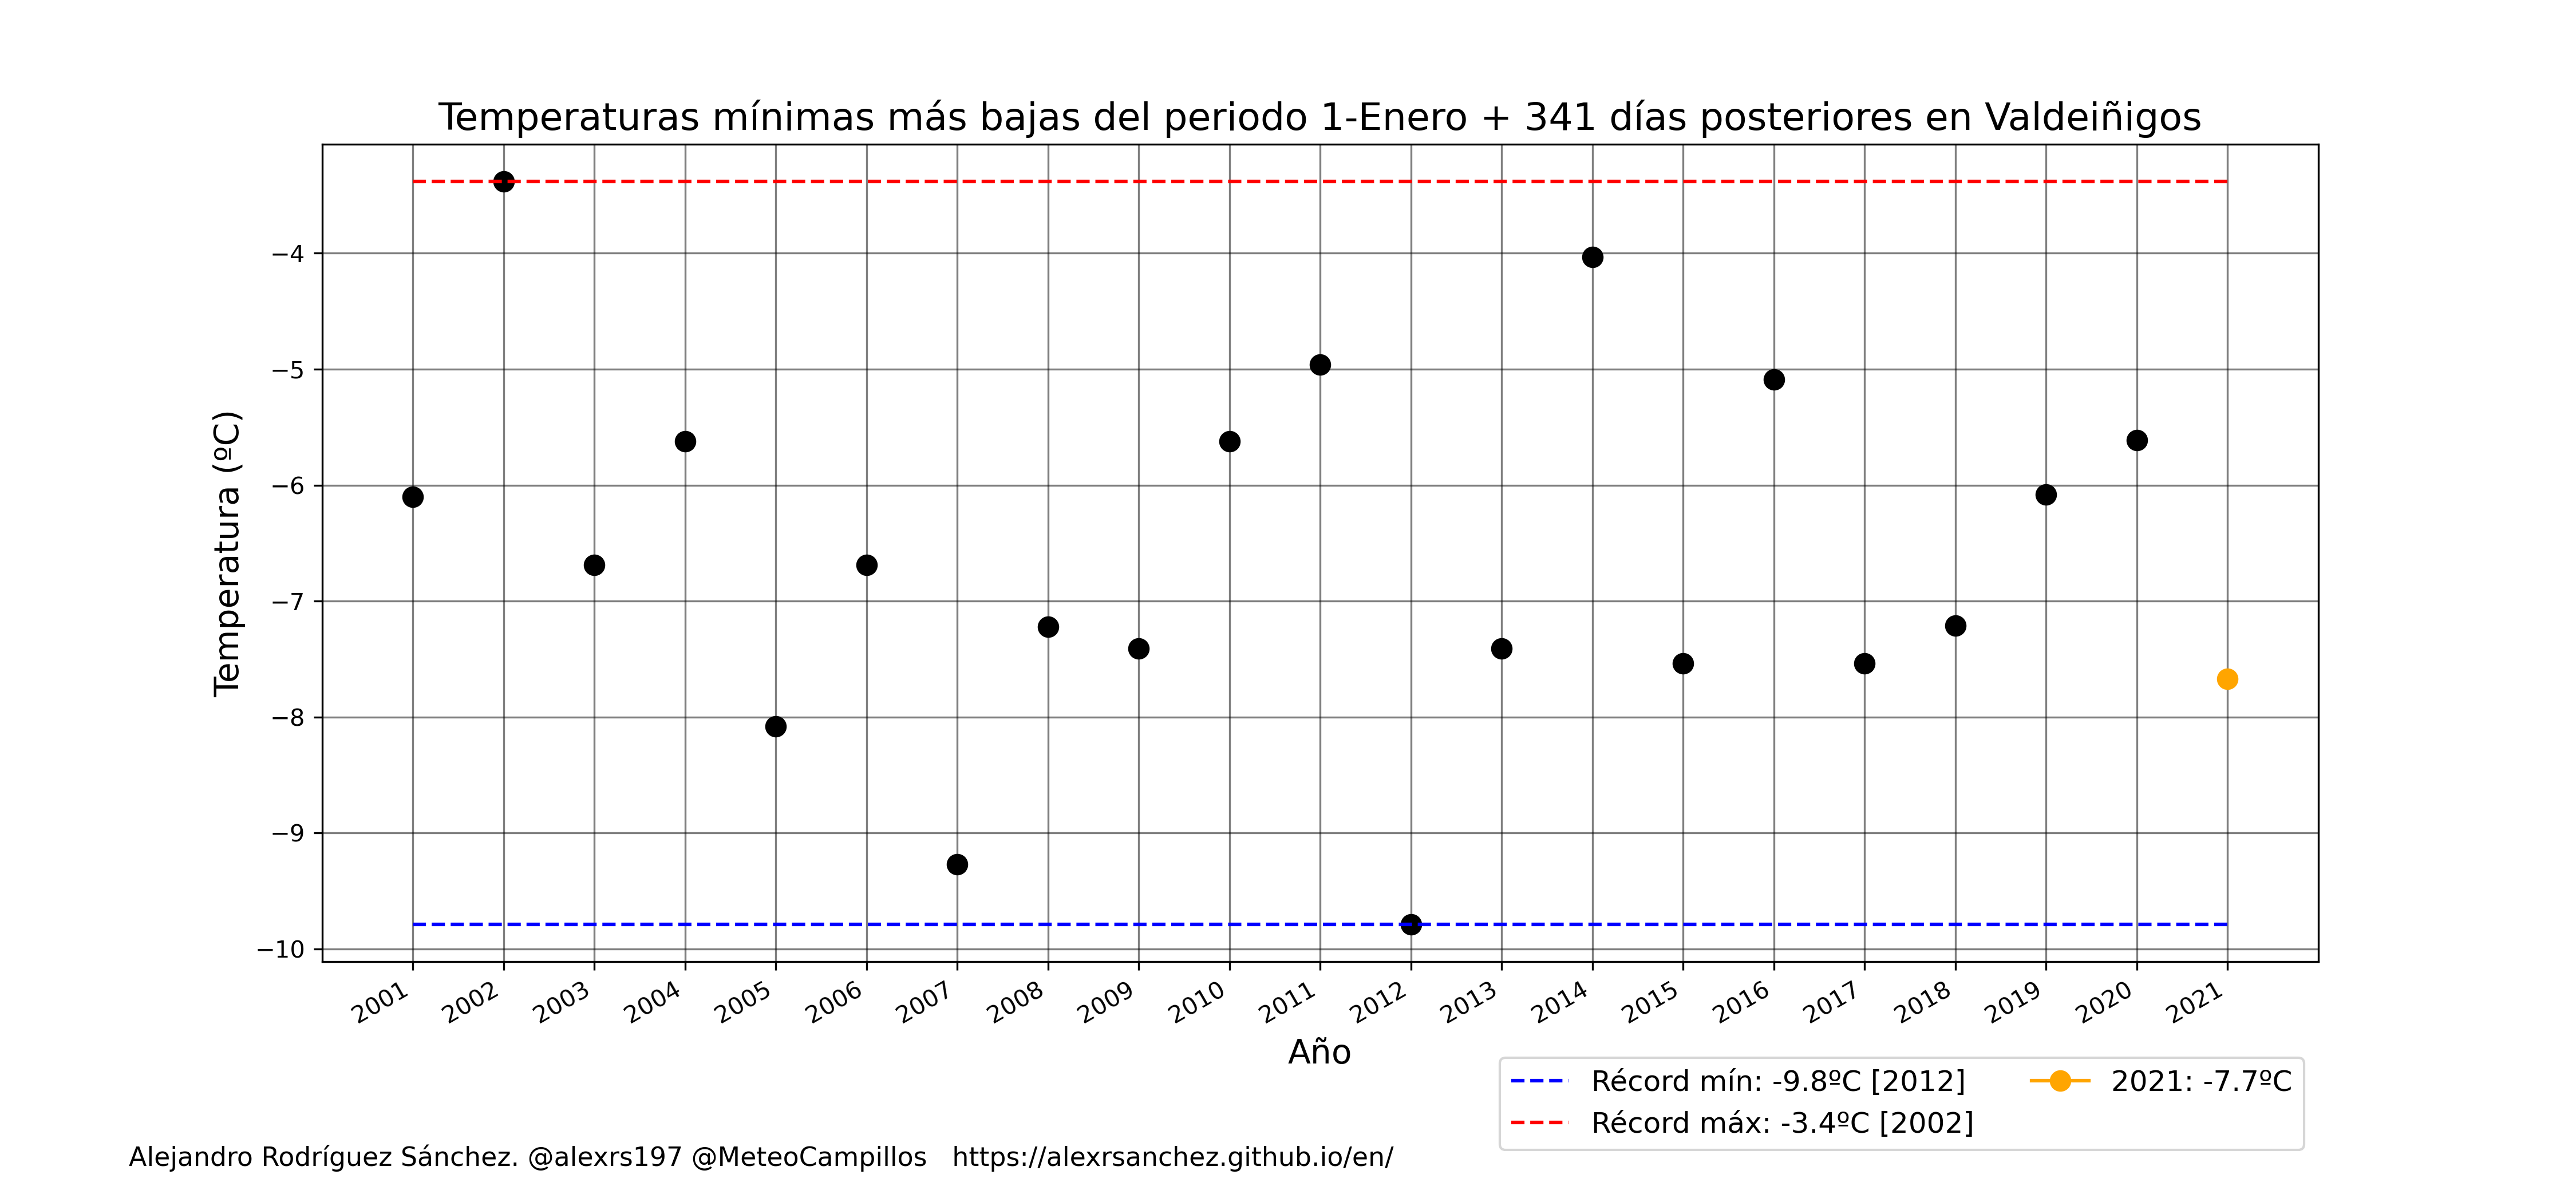 Temperaturas mínimas más bajas del periodo 1-Enero + 341 días posteriores en Valdeiñigos
Temperatura (ºC)
−4
−5
−6
−7
−8
−9
−10
2001 2002 2003 2004 2005 2006 2007 2008 2009 2010 2011 2012 2013 2014 2015 2016 2017 2018 2019 2020 2021
Año
Récord mín: -9.8ºC [2012]
Récord máx: -3.4ºC [2002]
2021: -7.7ºC
Alejandro Rodríguez Sánchez. @alexrs197 @MeteoCampillos https://alexrsanchez.github.io/en/